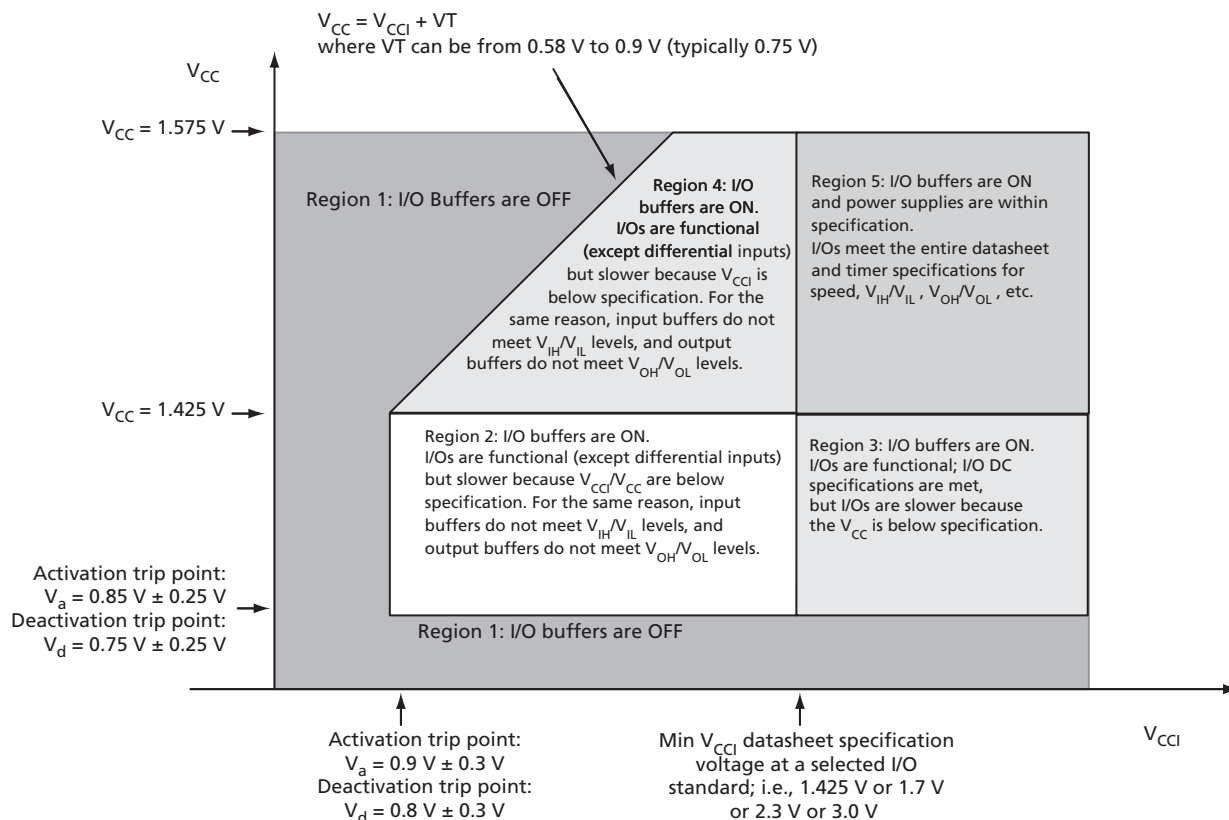 V_CC = V_CCI + VT
where VT can be from 0.58 V to 0.9 V (typically 0.75 V)
V_CC
V_CC = 1.575 V
Region 1: I/O Buffers are OFF
Region 4: I/O
buffers are ON.
I/Os are functional
(except differential inputs)
but slower because V_CCI is
below specification. For the
same reason, input buffers do not
meet V_IH/V_IL levels, and output
buffers do not meet V_OH/V_OL levels.
Region 5: I/O buffers are ON
and power supplies are within
specification.
I/Os meet the entire datasheet
and timer specifications for
speed, V_IH/V_IL , V_OH/V_OL , etc.
V_CC = 1.425 V
Region 2: I/O buffers are ON.
I/Os are functional (except differential inputs)
but slower because V_CCI/V_CC are below
specification. For the same reason, input
buffers do not meet V_IH/V_IL levels, and
output buffers do not meet V_OH/V_OL levels.
Region 3: I/O buffers are ON.
I/Os are functional; I/O DC
specifications are met,
but I/Os are slower because
the V_CC is below specification.
Activation trip point:
V_a = 0.85 V ± 0.25 V
Deactivation trip point:
V_d = 0.75 V ± 0.25 V
Region 1: I/O buffers are OFF
Activation trip point:
V_a = 0.9 V ± 0.3 V
Deactivation trip point:
V_d = 0.8 V ± 0.3 V
Min V_CCI datasheet specification
voltage at a selected I/O
standard; i.e., 1.425 V or 1.7 V
or 2.3 V or 3.0 V
V_CCI